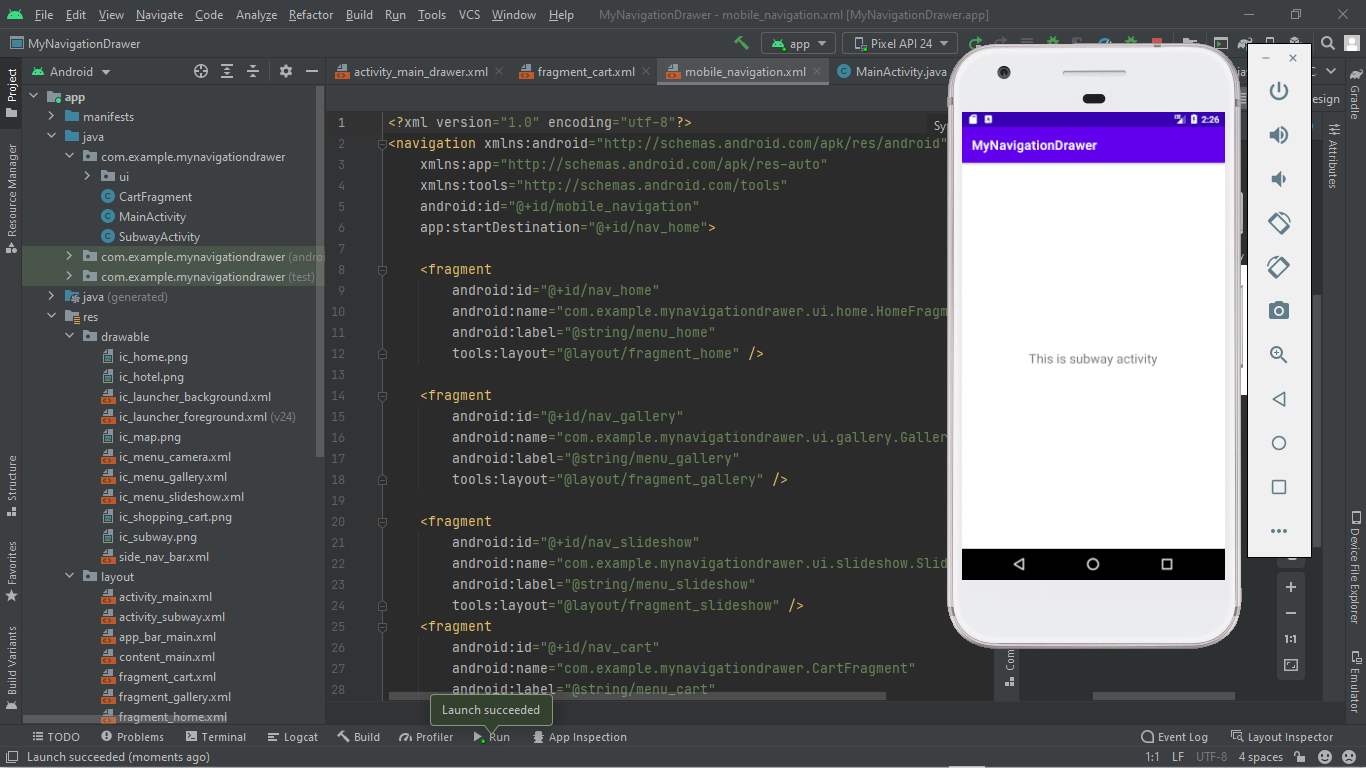 File Edit View Navigate Code Analyze Refactor Build Run Tools VCS Window Help MyNavigationDrawer - mobile_navigation.xml [MyNavigationDrawer.app]
MyNavigationDrawer
app
Pixel API 24
Android
activity_main_drawer.xml
fragment_cart.xml
mobile_navigation.xml
MainActivity.java
Project
Resource Manager
Structure
Favorites
Build Variants
app
manifests
java
com.example.mynavigationdrawer
ui
CartFragment
MainActivity
SubwayActivity
com.example.mynavigationdrawer (andro
com.example.mynavigationdrawer (test)
java (generated)
res
drawable
ic_home.png
ic_hotel.png
ic_launcher_background.xml
ic_launcher_foreground.xml (v24)
ic_map.png
ic_menu_camera.xml
ic_menu_gallery.xml
ic_menu_slideshow.xml
ic_shopping_cart.png
ic_subway.png
side_nav_bar.xml
layout
activity_main.xml
activity_subway.xml
app_bar_main.xml
content_main.xml
fragment_cart.xml
fragment_gallery.xml
fragment_home.xml
1 <?xml version="1.0" encoding="utf-8"?>
2 <navigation xmlns:android="http://schemas.android.com/apk/res/android"
3 xmlns:app="http://schemas.android.com/apk/res-auto"
4 xmlns:tools="http://schemas.android.com/tools"
5 android:id="@+id/mobile_navigation"
6 app:startDestination="@+id/nav_home">
7
8 <fragment
9 android:id="@+id/nav_home"
10 android:name="com.example.mynavigationdrawer.ui.home.HomeFragm
11 android:label="@string/menu_home"
12 tools:layout="@layout/fragment_home" />
13
14 <fragment
15 android:id="@+id/nav_gallery"
16 android:name="com.example.mynavigationdrawer.ui.gallery.Galler
17 android:label="@string/menu_gallery"
18 tools:layout="@layout/fragment_gallery" />
19
20 <fragment
21 android:id="@+id/nav_slideshow"
22 android:name="com.example.mynavigationdrawer.ui.slideshow.Slid
23 android:label="@string/menu_slideshow"
24 tools:layout="@layout/fragment_slideshow" />
25 <fragment
26 android:id="@+id/nav_cart"
27 android:name="com.example.mynavigationdrawer.CartFragment"
28 android:label="@string/menu_cart"
Sy
2:26
MyNavigationDrawer
This is subway activity
esign
1:1
Con
Gradle
Attributes
Device File Explorer
Emulator
Launch succeeded
TODO Problems Terminal Logcat Build Profiler Run App Inspection Event Log Layout Inspector
Launch succeeded (moments ago) 1:1 LF UTF-8 4 spaces